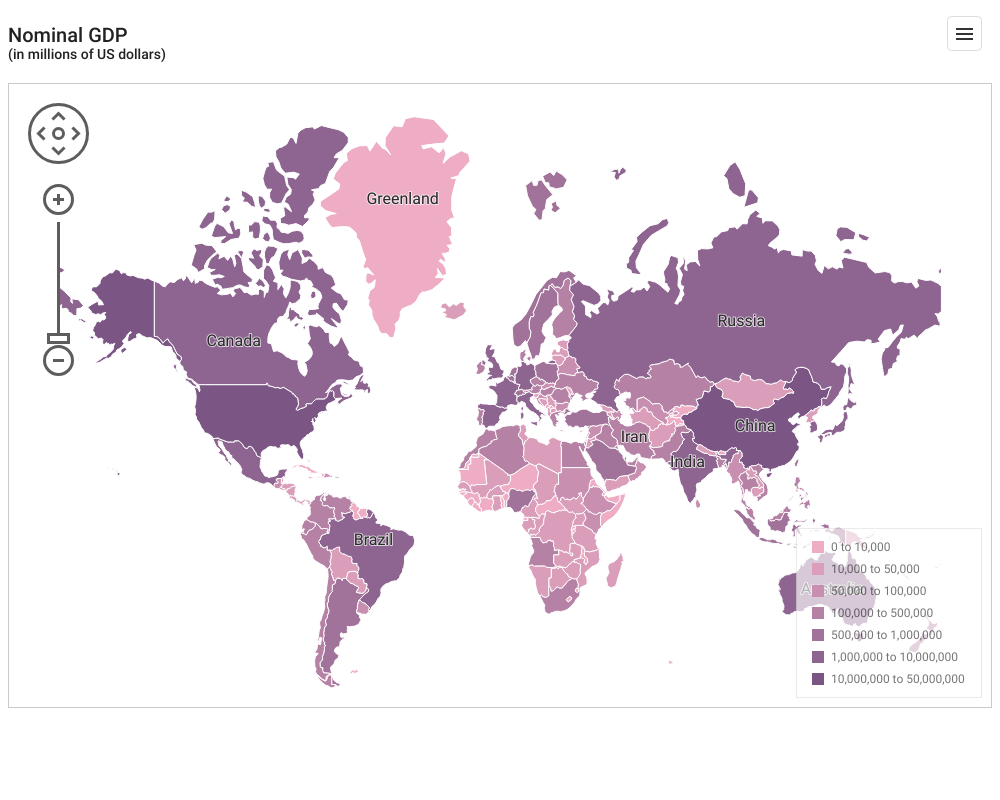 Nominal GDP
(in millions of US dollars)
Greenland
Canada
Russia
China
Iran
India
Brazil
0 to 10,000
10,000 to 50,000
50,000 to 100,000
100,000 to 500,000
500,000 to 1,000,000
1,000,000 to 10,000,000
10,000,000 to 50,000,000